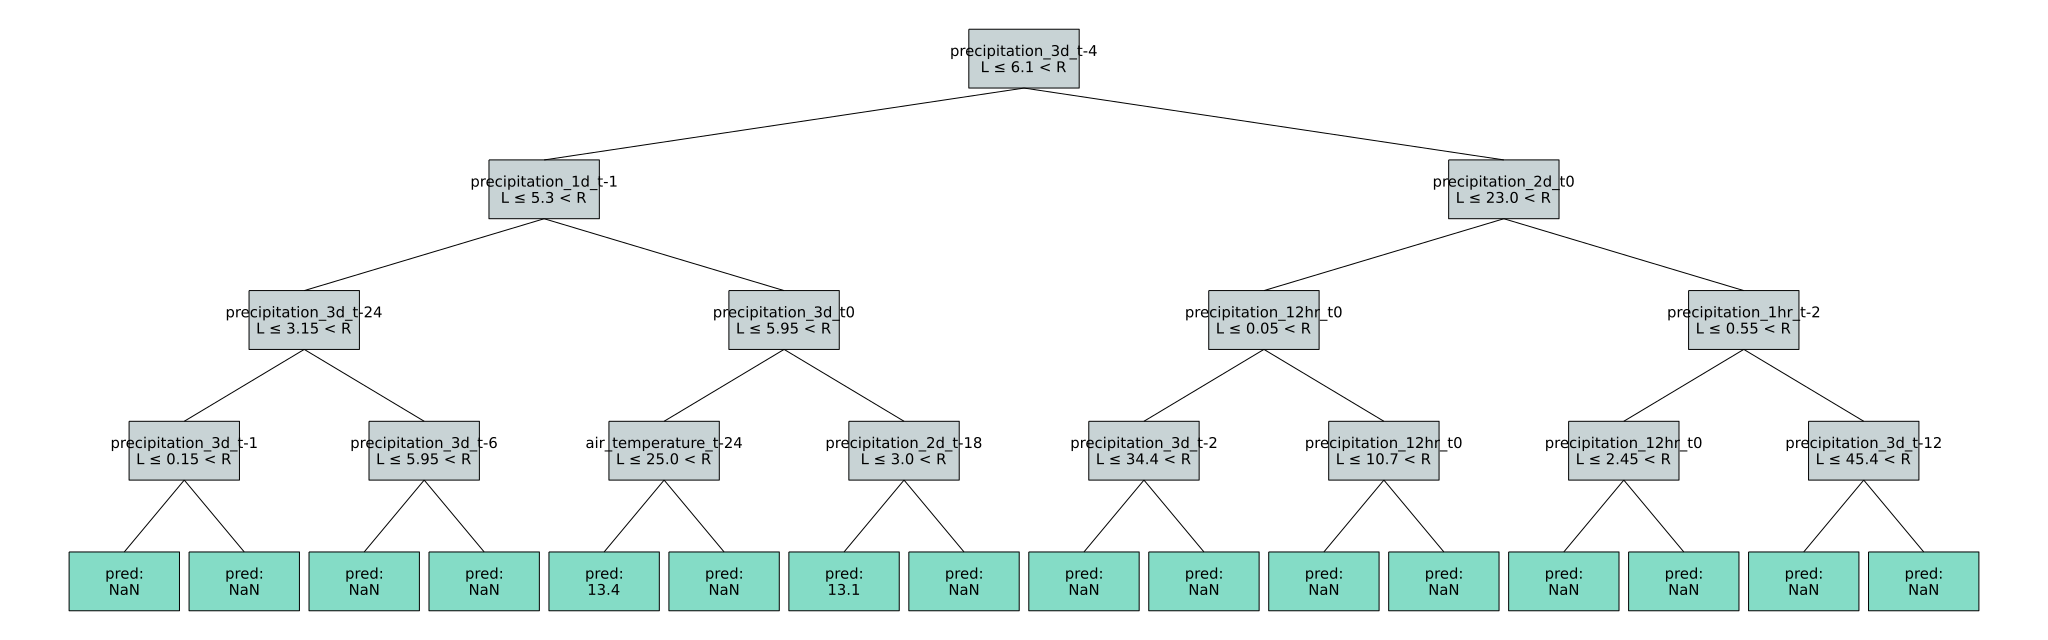 precipitation_3d_t-4
L ≤ 6.1 < R
precipitation_1d_t-1
L ≤ 5.3 < R
precipitation_2d_t0
L ≤ 23.0 < R
precipitation_3d_t-24
L ≤ 3.15 < R
precipitation_3d_t0
L ≤ 5.95 < R
precipitation_12hr_t0
L ≤ 0.05 < R
precipitation_1hr_t-2
L ≤ 0.55 < R
precipitation_3d_t-1
L ≤ 0.15 < R
precipitation_3d_t-6
L ≤ 5.95 < R
air_temperature_t-24
L ≤ 25.0 < R
precipitation_2d_t-18
L ≤ 3.0 < R
precipitation_3d_t-2
L ≤ 34.4 < R
precipitation_12hr_t0
L ≤ 10.7 < R
precipitation_12hr_t0
L ≤ 2.45 < R
precipitation_3d_t-12
L ≤ 45.4 < R
pred:
NaN
pred:
NaN
pred:
NaN
pred:
NaN
pred:
13.4
pred:
NaN
pred:
13.1
pred:
NaN
pred:
NaN
pred:
NaN
pred:
NaN
pred:
NaN
pred:
NaN
pred:
NaN
pred:
NaN
pred:
NaN